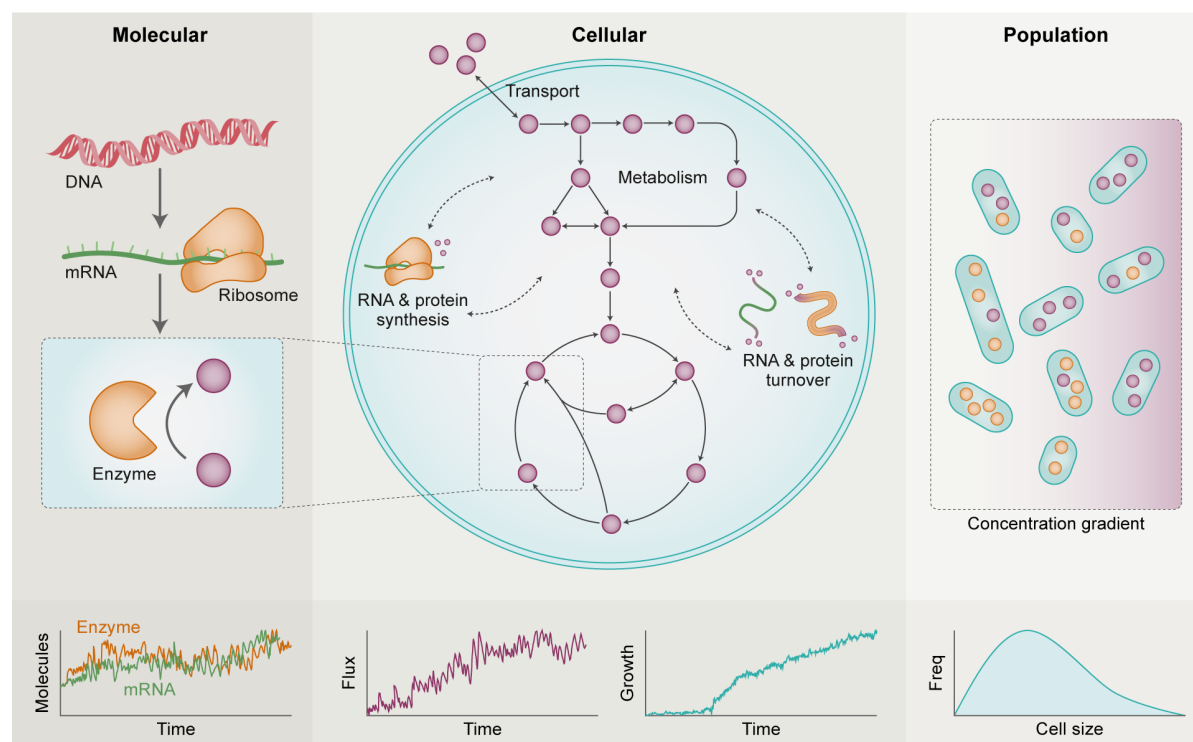 Molecular
Cellular
Population
DNA
mRNA
Ribosome
Enzyme
Transport
Metabolism
RNA & protein
synthesis
RNA & protein
turnover
Concentration gradient
Molecules
Enzyme
mRNA
Time
Flux
Time
Growth
Time
Freq
Cell size